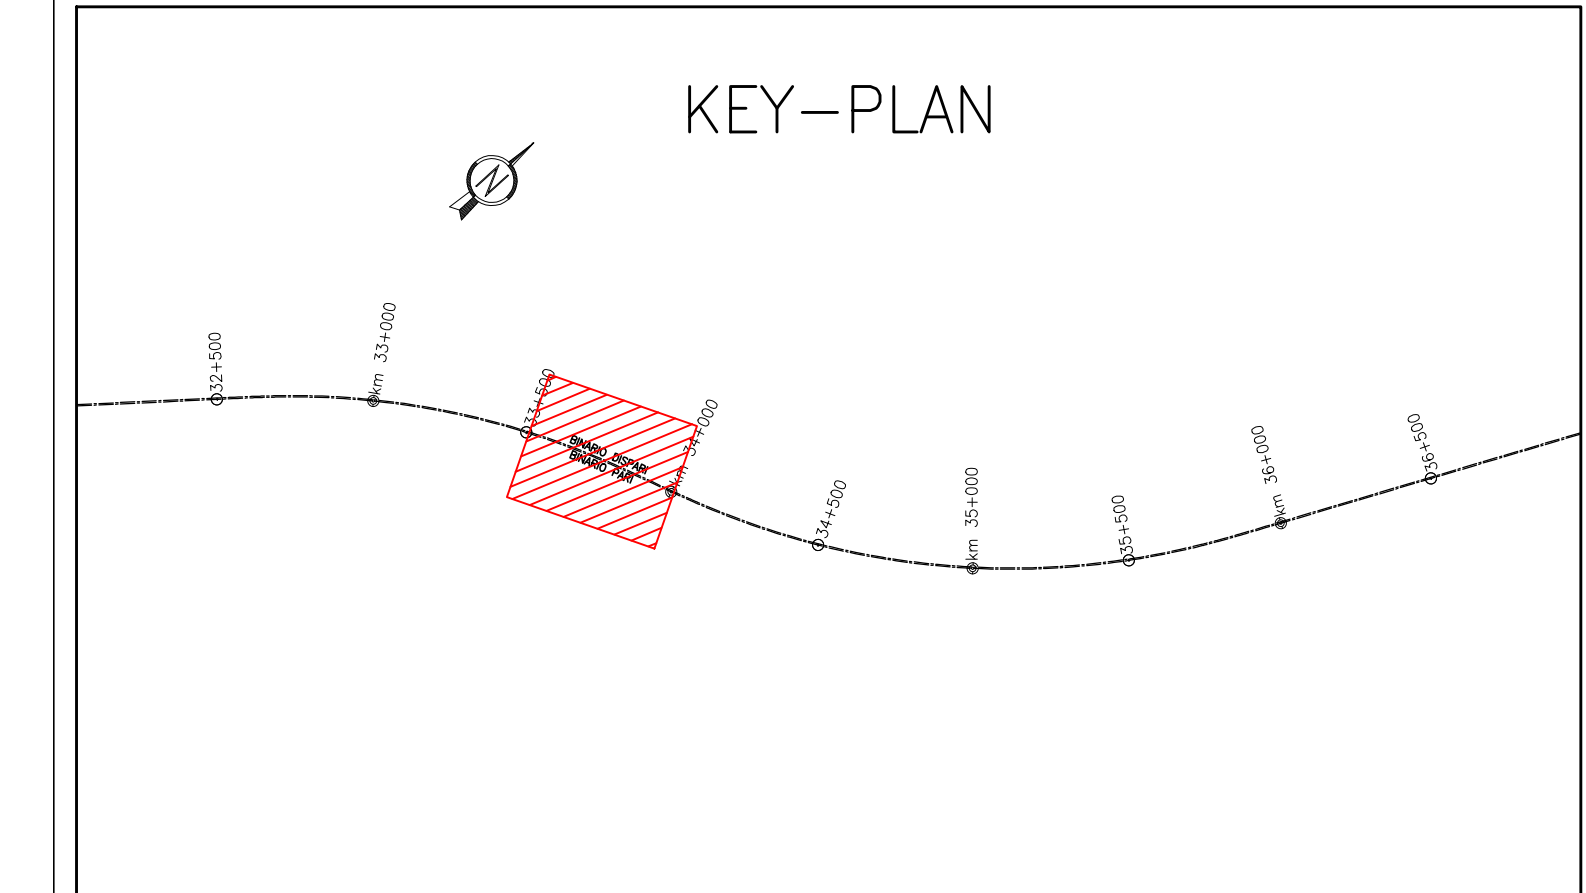 KEY-PLAN
N
32+500
km 33+000
33+500
BINARIO DISPARI
BINARIO PARI
km 34+000
34+500
km 35+000
35+500
km 36+000
36+500